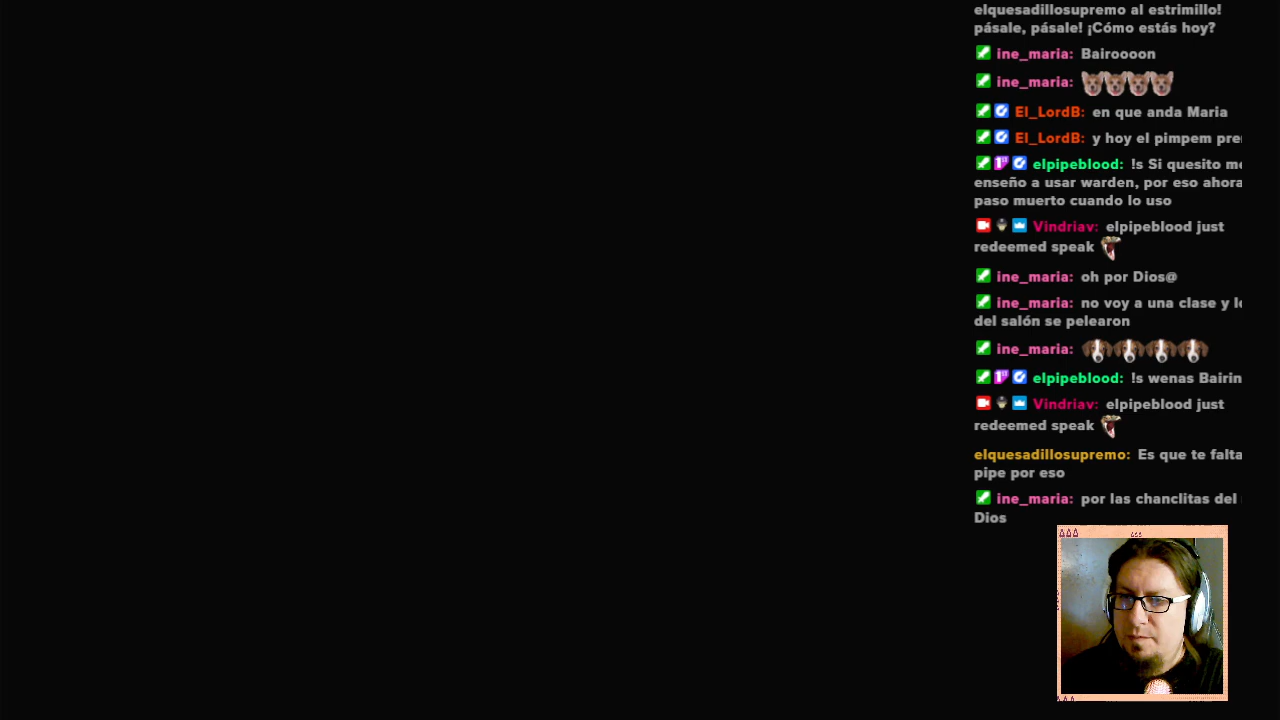 elquesadillosupremo al estrimillo!
pásale, pásale! ¡Cómo estás hoy?
ine_maria: Bairoooon
ine_maria:
El_LordB: en que anda Maria
El_LordB: y hoy el pimpem
elpipeblood: !s Si quesito
enseño a usar warden, por eso ahora
paso muerto cuando lo uso
Vindriav: elpipeblood just
redeemed speak
ine_maria: oh por Dios@
ine_maria: no voy a una clase y
del salón se pelearon
ine_maria:
elpipeblood: !s wenas Bairin
Vindriav: elpipeblood just
redeemed speak
elquesadillosupremo: Es que te falta
pipe por eso
ine_maria: por las chanclitas del
Dios